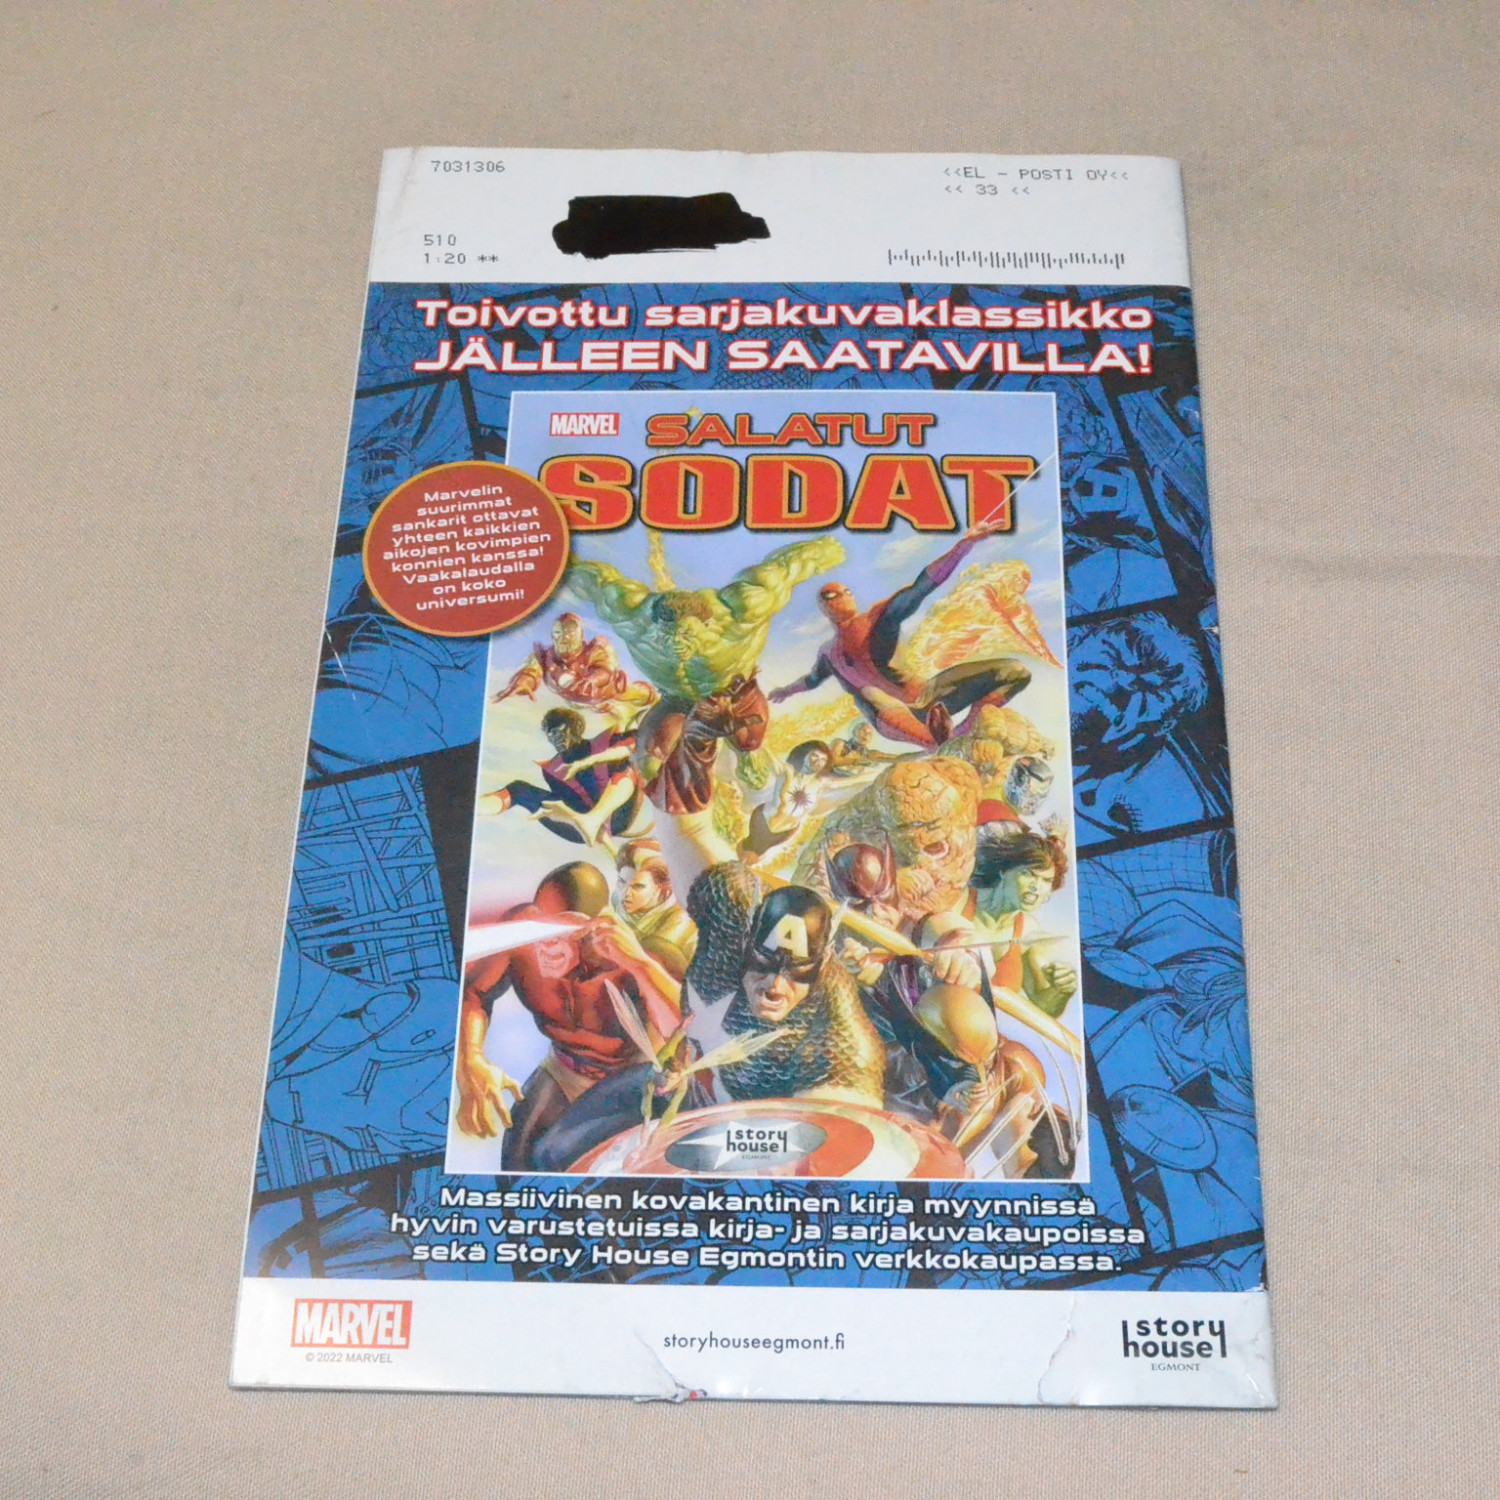 7031306
<<EL - POSTI OY<<
<< 33 <<
510
1:20 **
Toivottu sarjakuvaklassikko
JÄLLEEN SAATAVILLA!
MARVEL
SALATUT
SODAT
Marvelin
suurimmat
sankarit ottavat
yhteen kaikkien
aikojen kovimpien
konnien kanssa!
Vaakalaudalla
on koko
universumi!
A
story
house
EGMONT
Massiivinen kovakantinen kirja myynnissä
hyvin varustetuissa kirja- ja sarjakuvakaupoissa
sekä Story House Egmontin verkkokaupassa.
MARVEL
© 2022 MARVEL
storyhouseegmont.fi
story
house
EGMONT